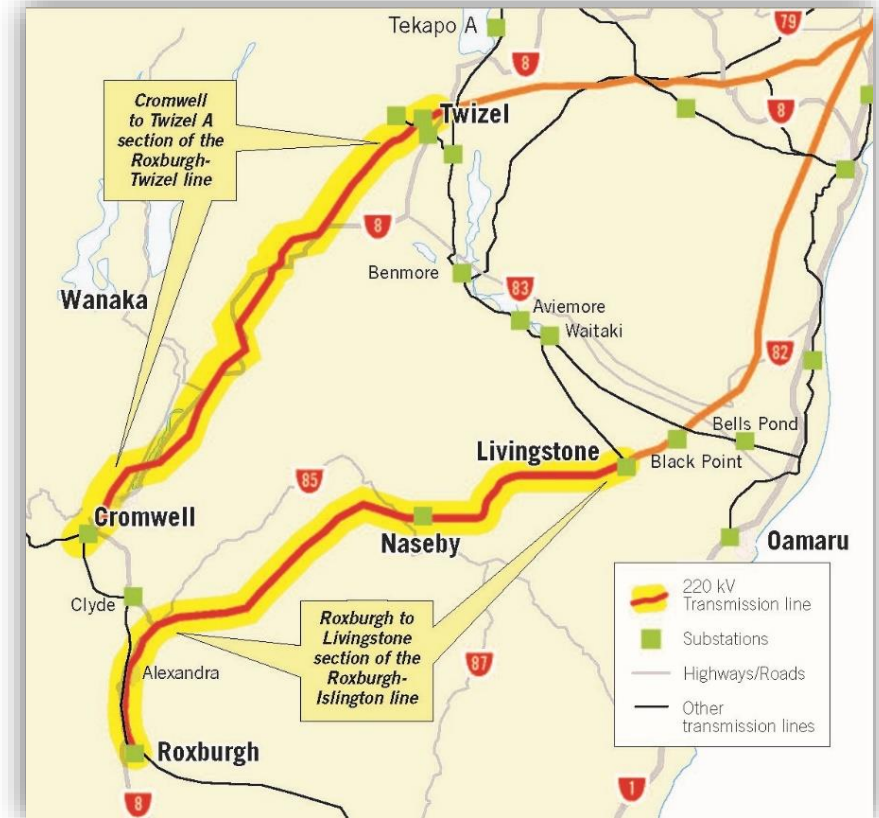 Tekapo A
79
8
Cromwell
to Twizel A
section of the
Roxburgh-
Twizel line
Twizel
8
8
Benmore
83
Wanaka
Aviemore
Waitaki
82
Livingstone
Bells Pond
Black Point
85
Cromwell
Naseby
Oamaru
Clyde
Roxburgh to
Livingstone
section of the
Roxburgh-
Islington line
220 kV
Transmission line
Substations
Highways/Roads
Other
transmission lines
87
Alexandra
Roxburgh
8
1